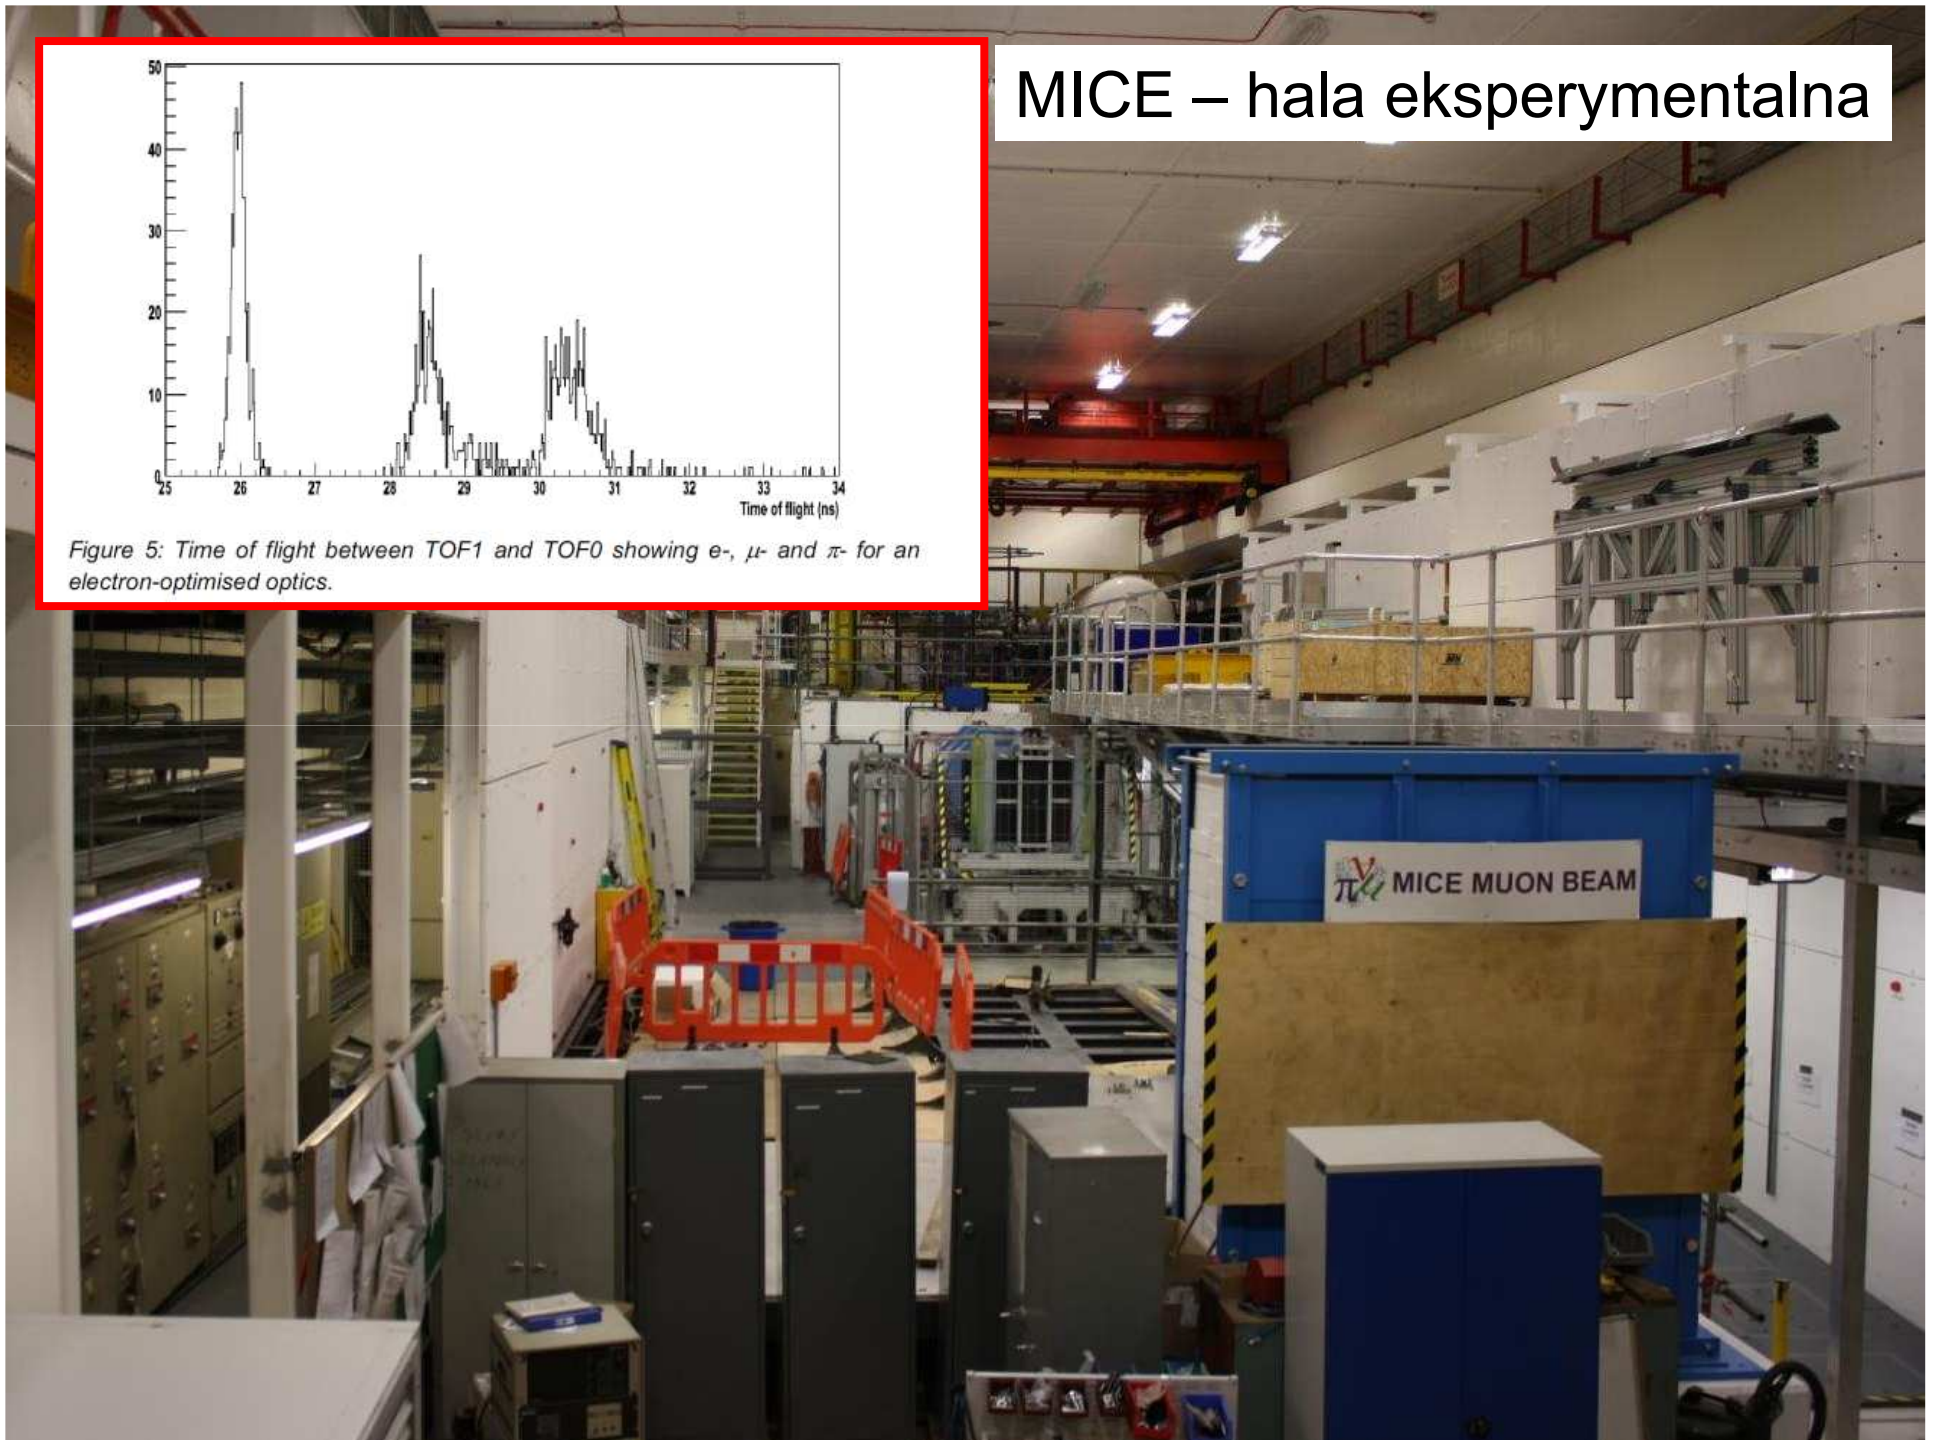 MICE – hala eksperymentalna
50
40
30
20
10
0
25 26 27 28 29 30 31 32 33 34
Time of flight (ns)
Figure 5: Time of flight between TOF1 and TOF0 showing e-, μ- and π- for an
electron-optimised optics.
πνμ MICE MUON BEAM